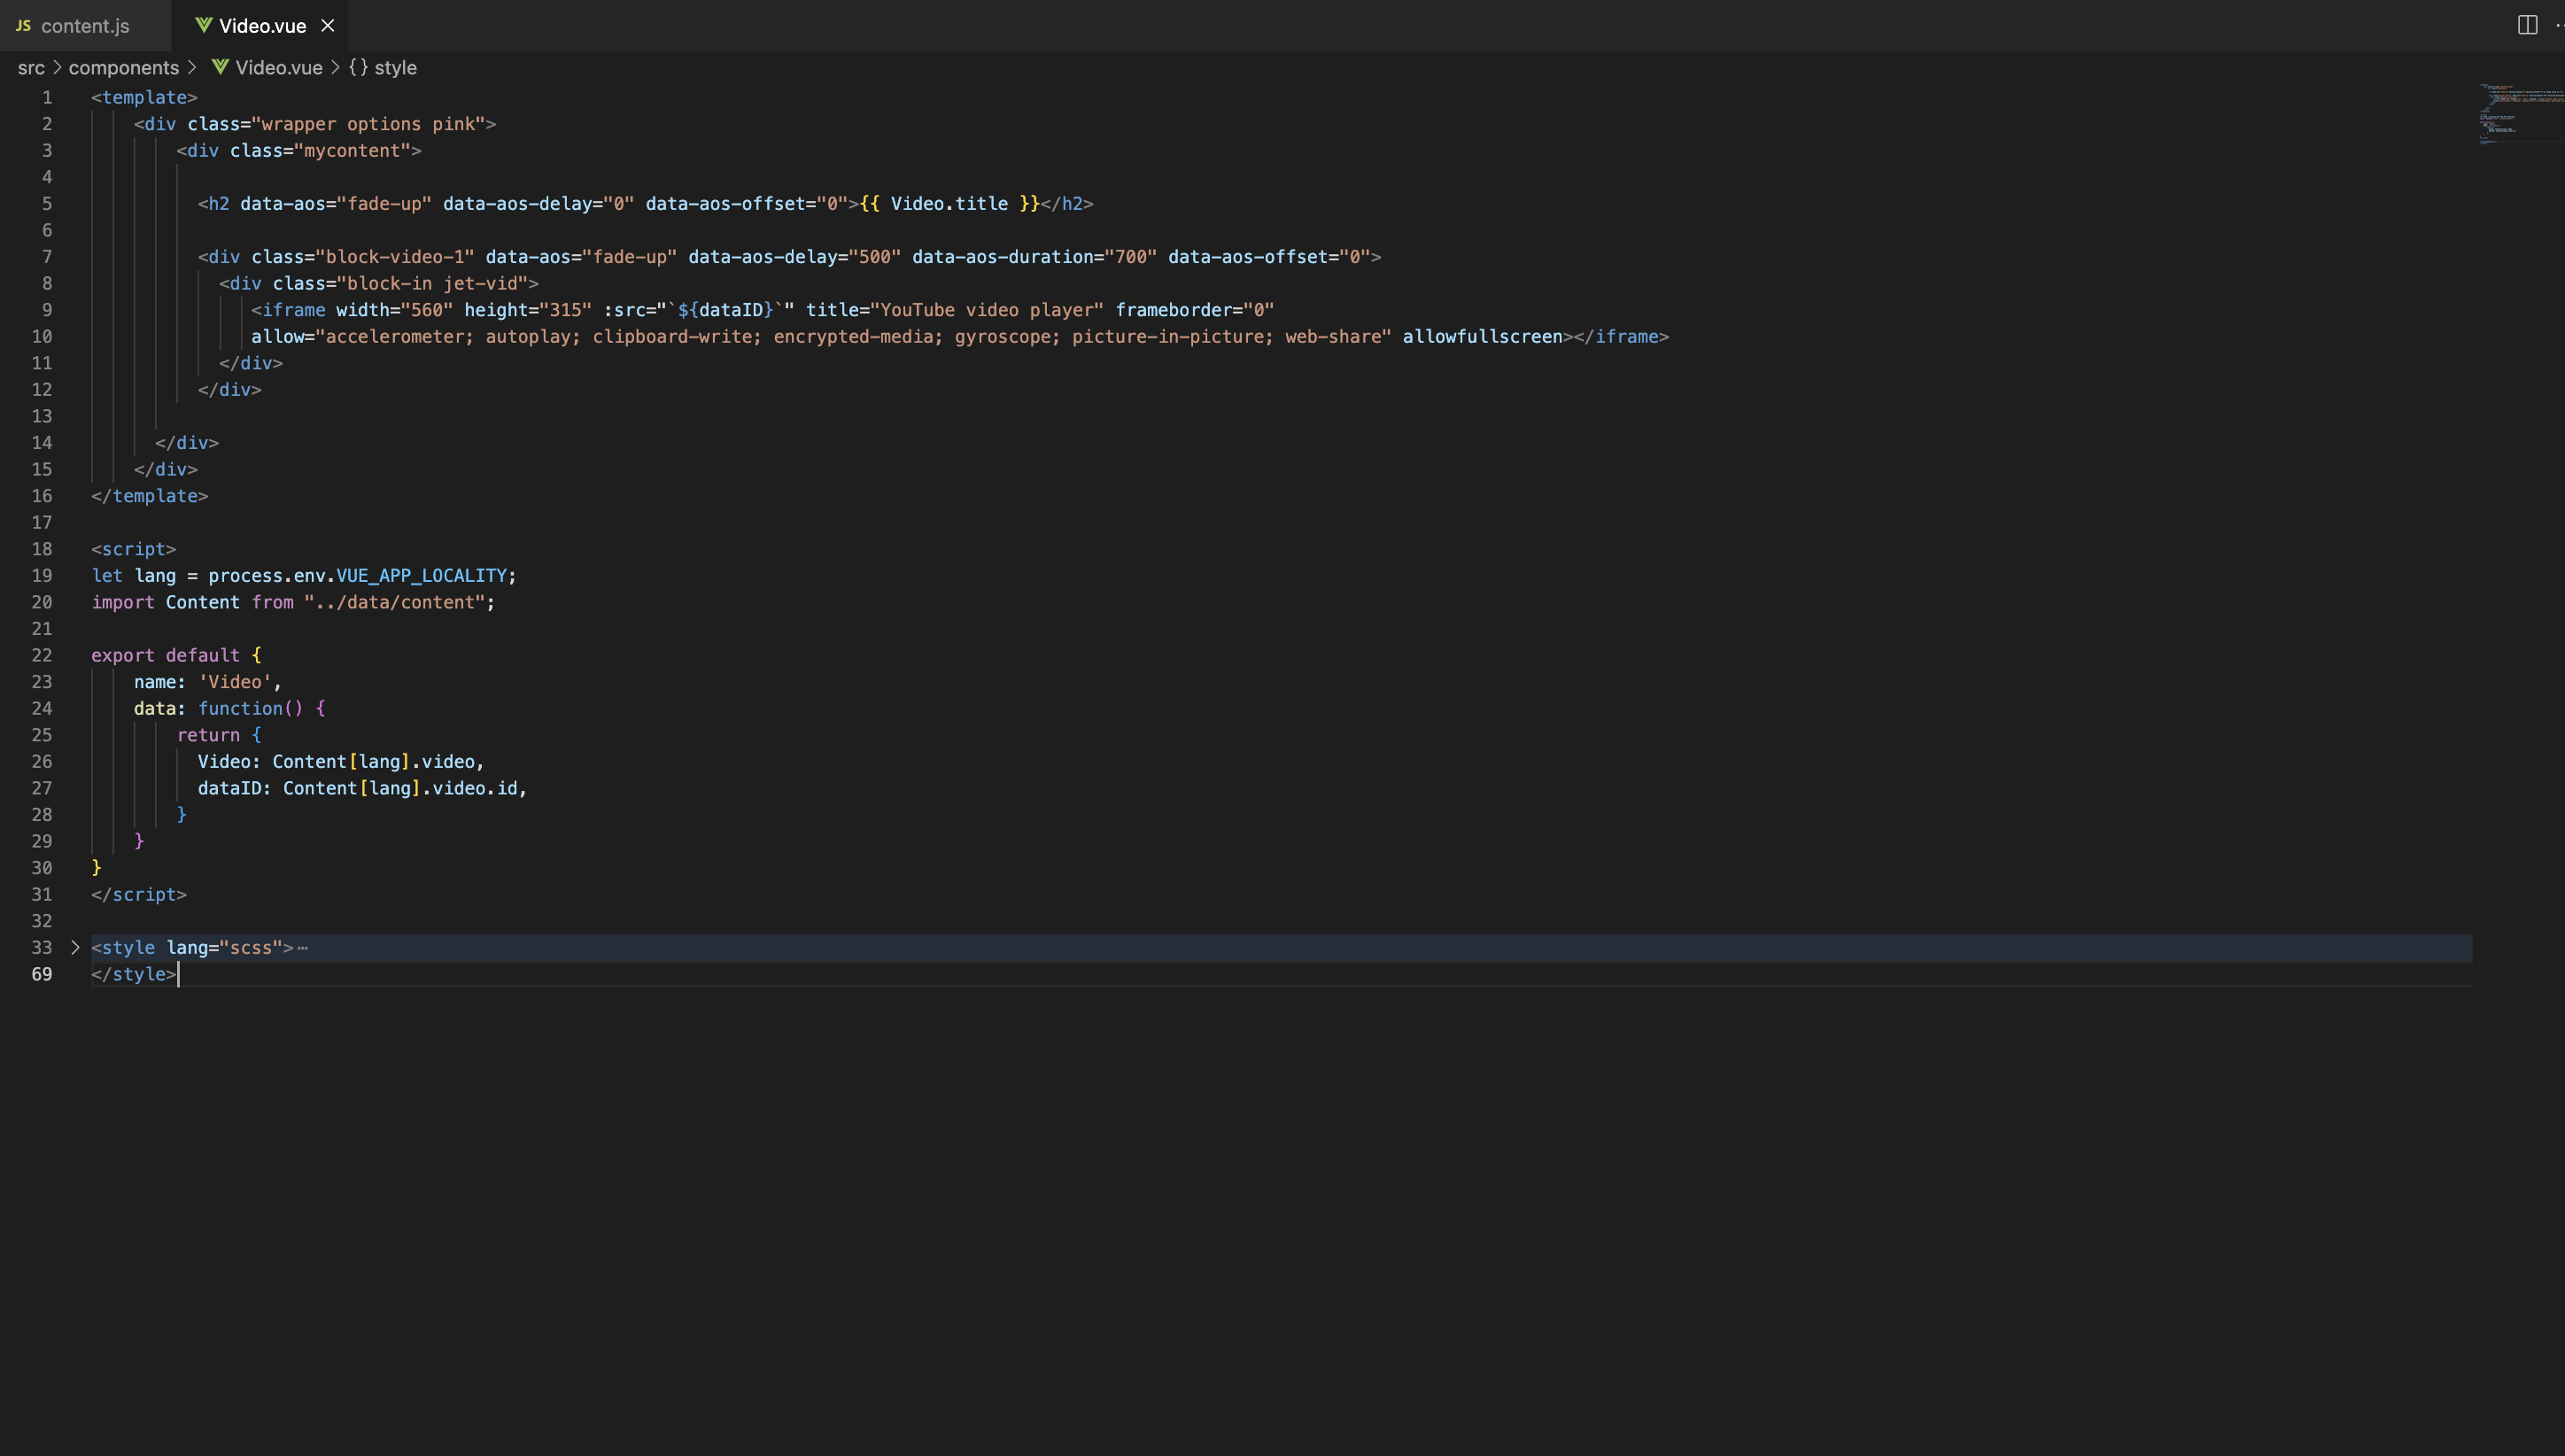 JS content.js Video.vue
src > components > Video.vue > {} style
1 <template>
2 <div class="wrapper options pink">
3 <div class="mycontent">
4
5 <h2 data-aos="fade-up" data-aos-delay="0" data-aos-offset="0">{{ Video.title }}</h2>
6
7 <div class="block-video-1" data-aos="fade-up" data-aos-delay="500" data-aos-duration="700" data-aos-offset="0">
8 <div class="block-in jet-vid">
9 <iframe width="560" height="315" :src="`${dataID}`" title="YouTube video player" frameborder="0"
10 allow="accelerometer; autoplay; clipboard-write; encrypted-media; gyroscope; picture-in-picture; web-share" allowfullscreen></iframe>
11 </div>
12 </div>
13
14 </div>
15 </div>
16 </template>
17
18 <script>
19 let lang = process.env.VUE_APP_LOCALITY;
20 import Content from "../data/content";
21
22 export default {
23 name: 'Video',
24 data: function() {
25 return {
26 Video: Content[lang].video,
27 dataID: Content[lang].video.id,
28 }
29 }
30 }
31 </script>
32
33 <style lang="scss">…
69 </style>